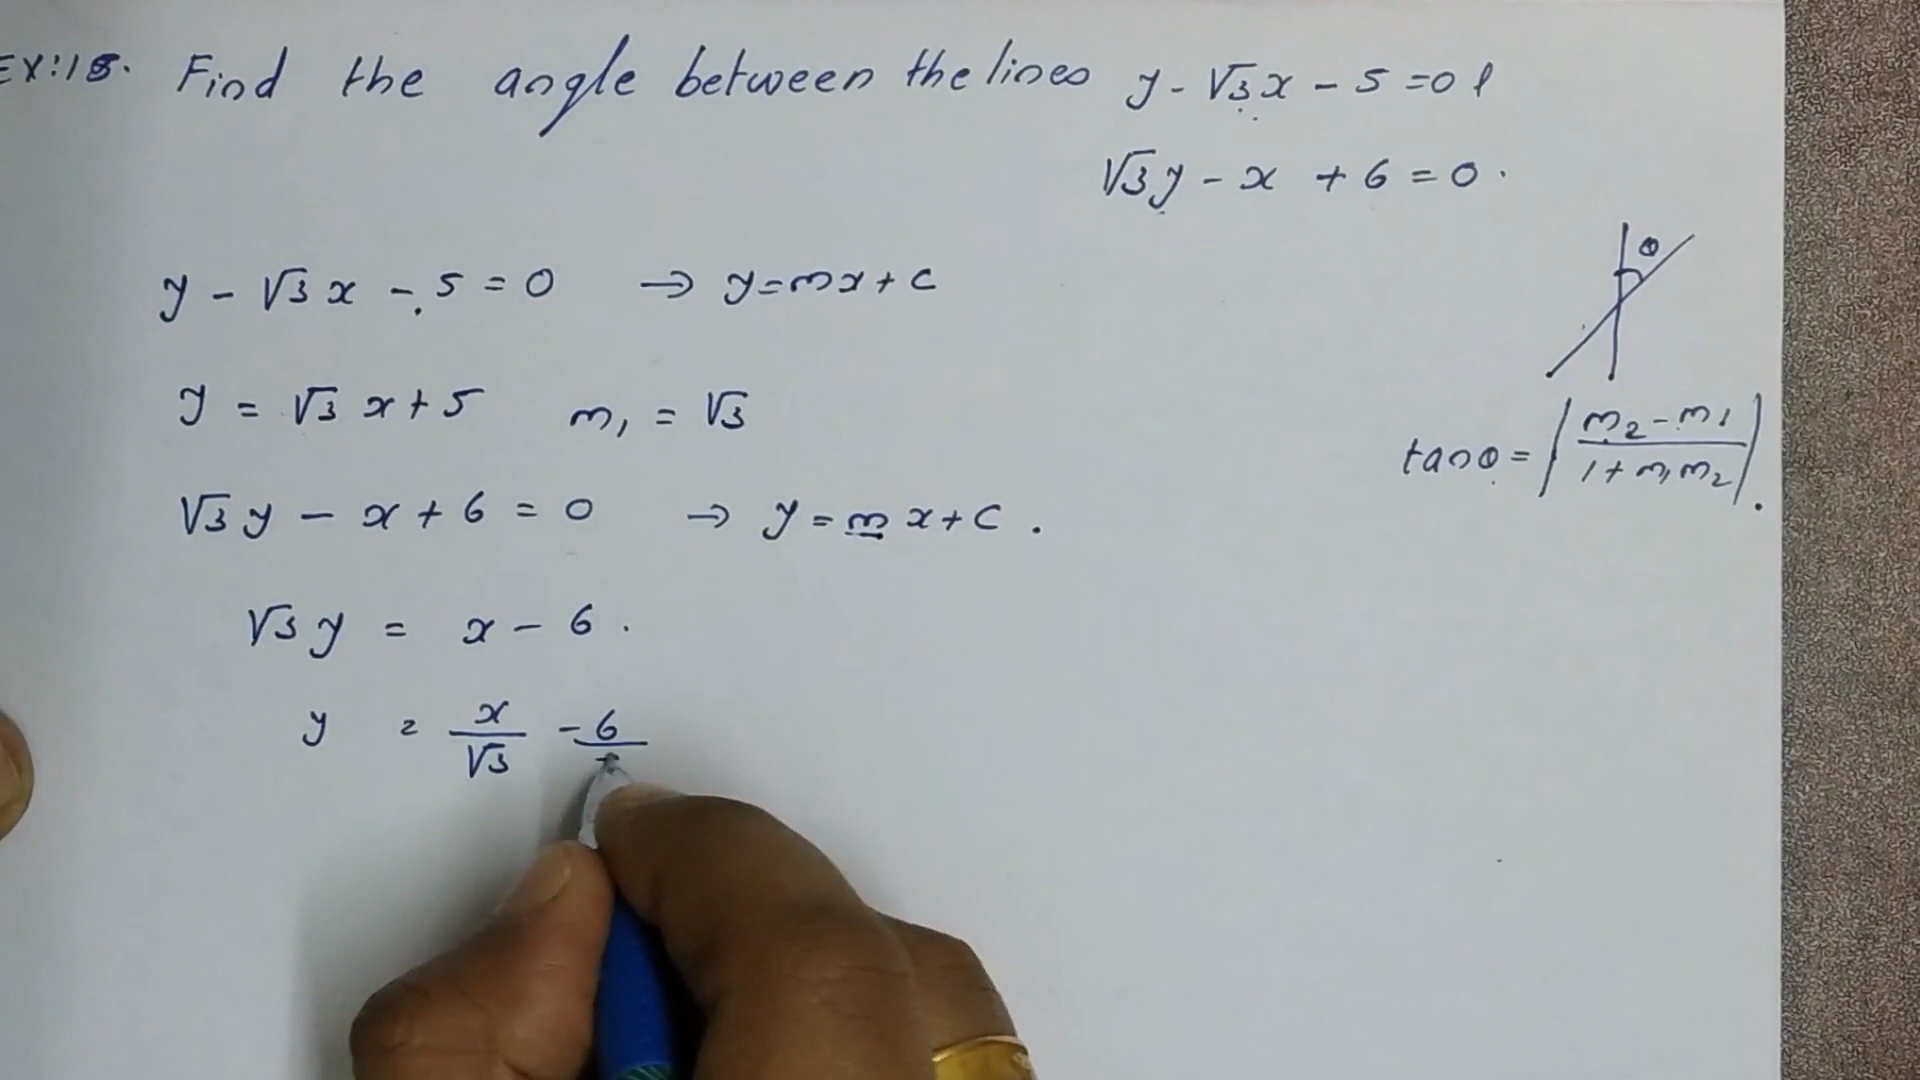 EX:18. Find the angle between the lines y - √3x - 5 = 0 &
√3y - x + 6 = 0.
y - √3x - 5 = 0 → y = mx + c
θ
y = √3 x + 5 m₁ = √3
tanθ = |(m₂ - m₁)/(1 + m₁m₂)|.
√3y - x + 6 = 0 → y = mx + c.
√3y = x - 6.
y = x/√3 - 6/